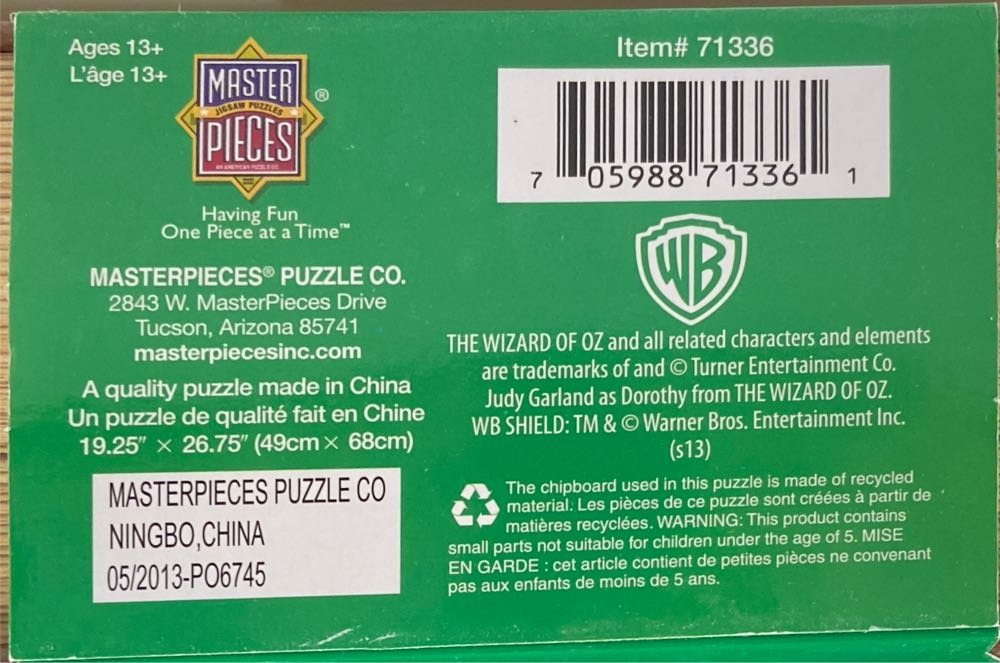 Ages 13+
L'âge 13+
MASTER
JIGSAW PUZZLES
PIECES
AN AMERICAN PUZZLE CO
®
Having Fun
One Piece at a Time™
MASTERPIECES® PUZZLE CO.
2843 W. MasterPieces Drive
Tucson, Arizona 85741
masterpiecesinc.com
A quality puzzle made in China
Un puzzle de qualité fait en Chine
19.25″ × 26.75″ (49cm × 68cm)
MASTERPIECES PUZZLE CO
NINGBO,CHINA
05/2013-PO6745
Item# 71336
7 05988 71336 1
WB
THE WIZARD OF OZ and all related characters and elements
are trademarks of and © Turner Entertainment Co.
Judy Garland as Dorothy from THE WIZARD OF OZ.
WB SHIELD: TM & © Warner Bros. Entertainment Inc.
(s13)
The chipboard used in this puzzle is made of recycled
material. Les pièces de ce puzzle sont créées à partir de
matières recyclées. WARNING: This product contains
small parts not suitable for children under the age of 5. MISE
EN GARDE : cet article contient de petites pièces ne convenant
pas aux enfants de moins de 5 ans.